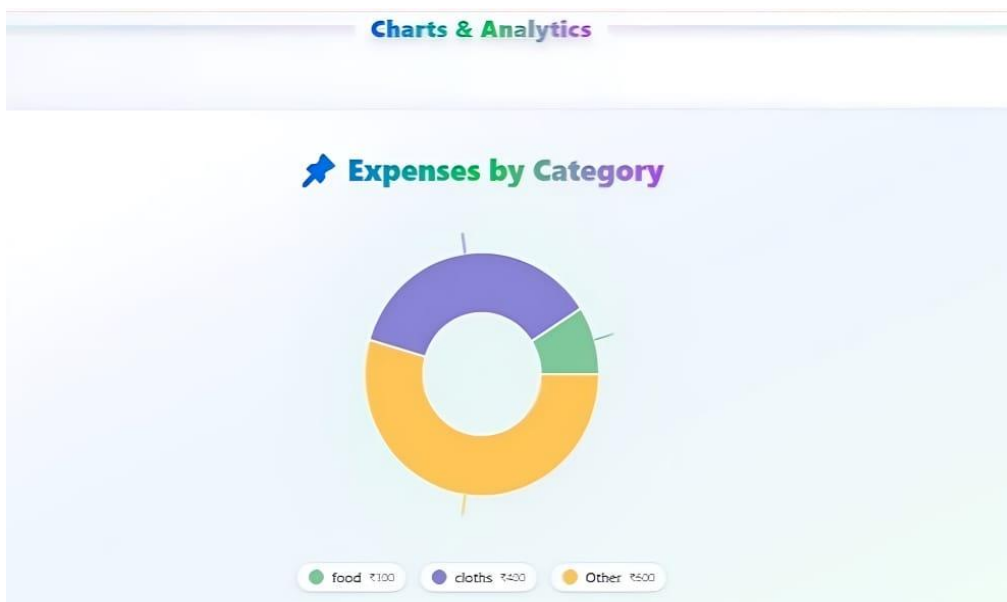 Charts & Analytics
Expenses by Category
food ₹100 cloths ₹400 Other ₹600